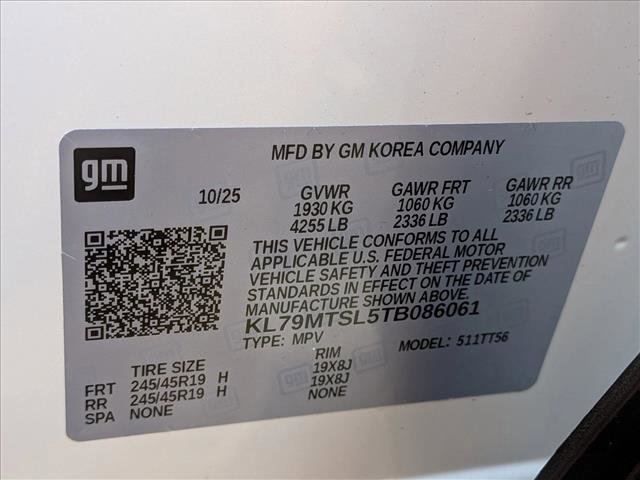 gm
MFD BY GM KOREA COMPANY
10/25 GVWR GAWR FRT GAWR RR
1930 KG 1060 KG 1060 KG
4255 LB 2336 LB 2336 LB
THIS VEHICLE CONFORMS TO ALL
APPLICABLE U.S. FEDERAL MOTOR
VEHICLE SAFETY AND THEFT PREVENTION
STANDARDS IN EFFECT ON THE DATE OF
MANUFACTURE SHOWN ABOVE.
KL79MTSL5TB086061
TYPE: MPV MODEL: 511TT56
TIRE SIZE RIM
FRT 245/45R19 H 19X8J
RR 245/45R19 H 19X8J
SPA NONE NONE